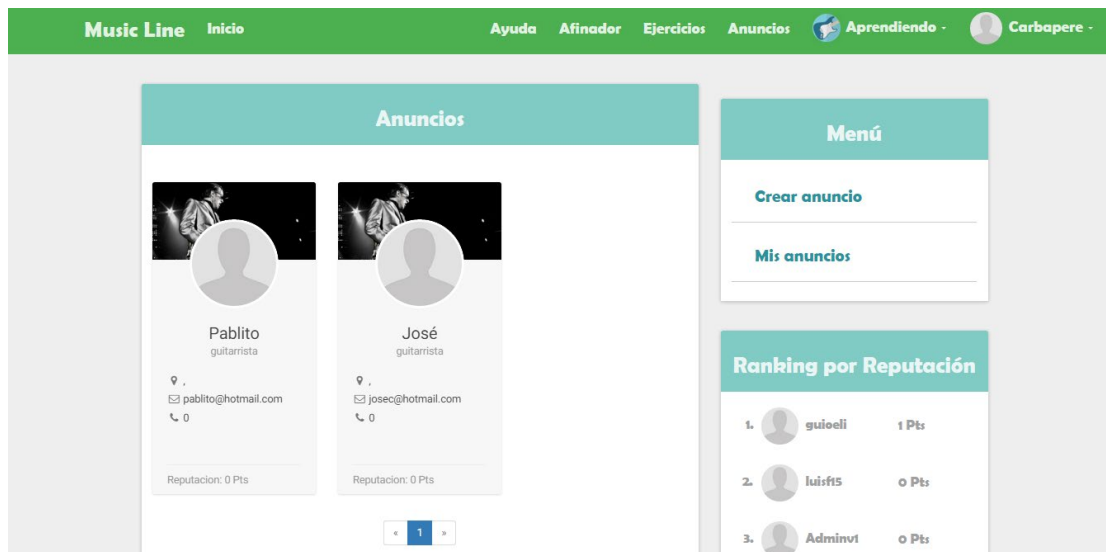 Music Line Inicio Ayuda Afinador Ejercicios Anuncios Aprendiendo Carbapere
Anuncios
Pablito
guitarrista
,
pablito@hotmail.com
0
Reputacion: 0 Pts
José
guitarrista
,
josec@hotmail.com
0
Reputacion: 0 Pts
« 1 »
Menú
Crear anuncio
Mis anuncios
Ranking por Reputación
1. guioeli 1 Pts
2. luisf15 0 Pts
3. Adminv1 0 Pts